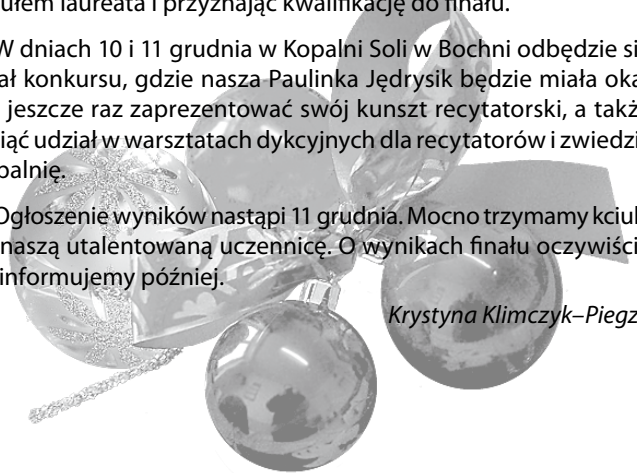 ułem laureata i przyznając kwalifikację do finału.
W dniach 10 i 11 grudnia w Kopalni Soli w Bochni odbędzie si
ał konkursu, gdzie nasza Paulinka Jędrysik będzie miała oka
jeszcze raz zaprezentować swój kunszt recytatorski, a takż
iąć udział w warsztatach dykcyjnych dla recytatorów i zwiedzi
palnię.
Ogłoszenie wyników nastąpi 11 grudnia. Mocno trzymamy kciuk
naszą utalentowaną uczennicę. O wynikach finału oczywiści
informujemy później.
Krystyna Klimczyk–Piegz